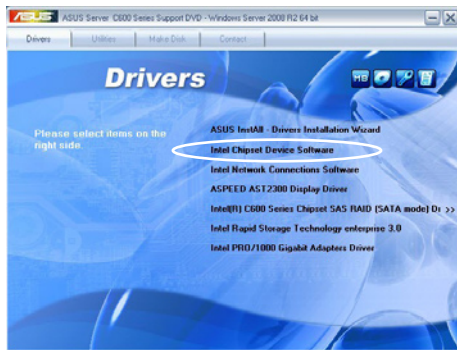 ASUS
ASUS Server C600 Series Support DVD - Windows Server 2008 R2 64 bit
Drivers
Utilities
Make Disk
Contact
Drivers
MB
Please select items on the
right side.
ASUS InstAll - Drivers Installation Wizard
Intel Chipset Device Software
Intel Network Connections Software
ASPEED AST2300 Display Driver
Intel(R) C600 Series Chipset SAS RAID (SATA mode) Dr >>
Intel Rapid Storage Technology enterprise 3.0
Intel PRO/1000 Gigabit Adapters Driver